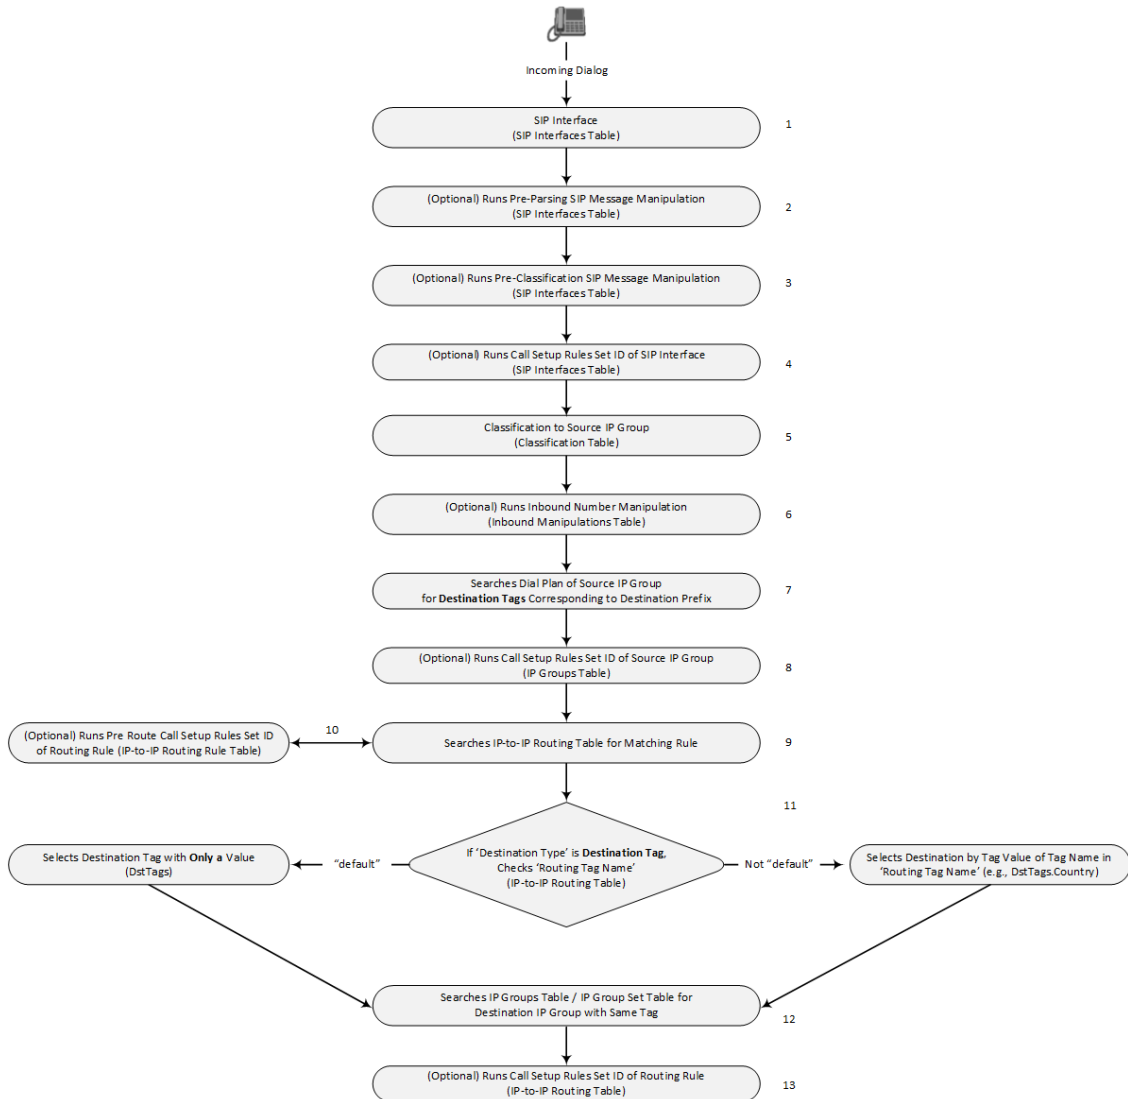 Incoming Dialog
SIP Interface
(SIP Interfaces Table)
1
(Optional) Runs Pre-Parsing SIP Message Manipulation
(SIP Interfaces Table)
2
(Optional) Runs Pre-Classification SIP Message Manipulation
(SIP Interfaces Table)
3
(Optional) Runs Call Setup Rules Set ID of SIP Interface
(SIP Interfaces Table)
4
Classification to Source IP Group
(Classification Table)
5
(Optional) Runs Inbound Number Manipulation
(Inbound Manipulations Table)
6
Searches Dial Plan of Source IP Group
for Destination Tags Corresponding to Destination Prefix
7
(Optional) Runs Call Setup Rules Set ID of Source IP Group
(IP Groups Table)
8
(Optional) Runs Pre Route Call Setup Rules Set ID
of Routing Rule (IP-to-IP Routing Rule Table)
10
Searches IP-to-IP Routing Table for Matching Rule
9
11
If ‘Destination Type’ is Destination Tag,
Checks ‘Routing Tag Name’
(IP-to-IP Routing Table)
“default”
Selects Destination Tag with Only a Value
(DstTags)
Not “default”
Selects Destination by Tag Value of Tag Name in
‘Routing Tag Name’ (e.g., DstTags.Country)
Searches IP Groups Table / IP Group Set Table for
Destination IP Group with Same Tag
12
(Optional) Runs Call Setup Rules Set ID of Routing Rule
(IP-to-IP Routing Table)
13